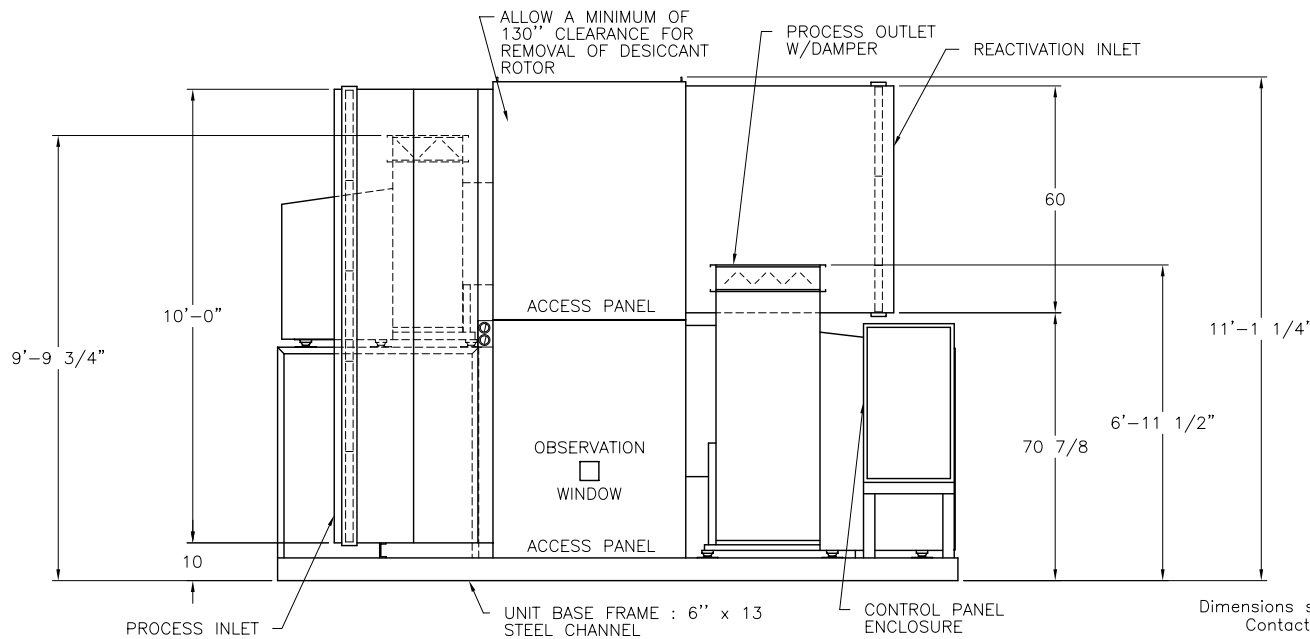 ALLOW A MINIMUM OF
130'' CLEARANCE FOR
REMOVAL OF DESICCANT
ROTOR
PROCESS OUTLET
W/DAMPER
REACTIVATION INLET
60
ACCESS PANEL
10'-0"
9'-9 3/4"
11'-1 1/4"
6'-11 1/2"
70 7/8
OBSERVATION
WINDOW
ACCESS PANEL
10
PROCESS INLET
UNIT BASE FRAME : 6'' x 13
STEEL CHANNEL
CONTROL PANEL
ENCLOSURE
Dimensions s
Contact